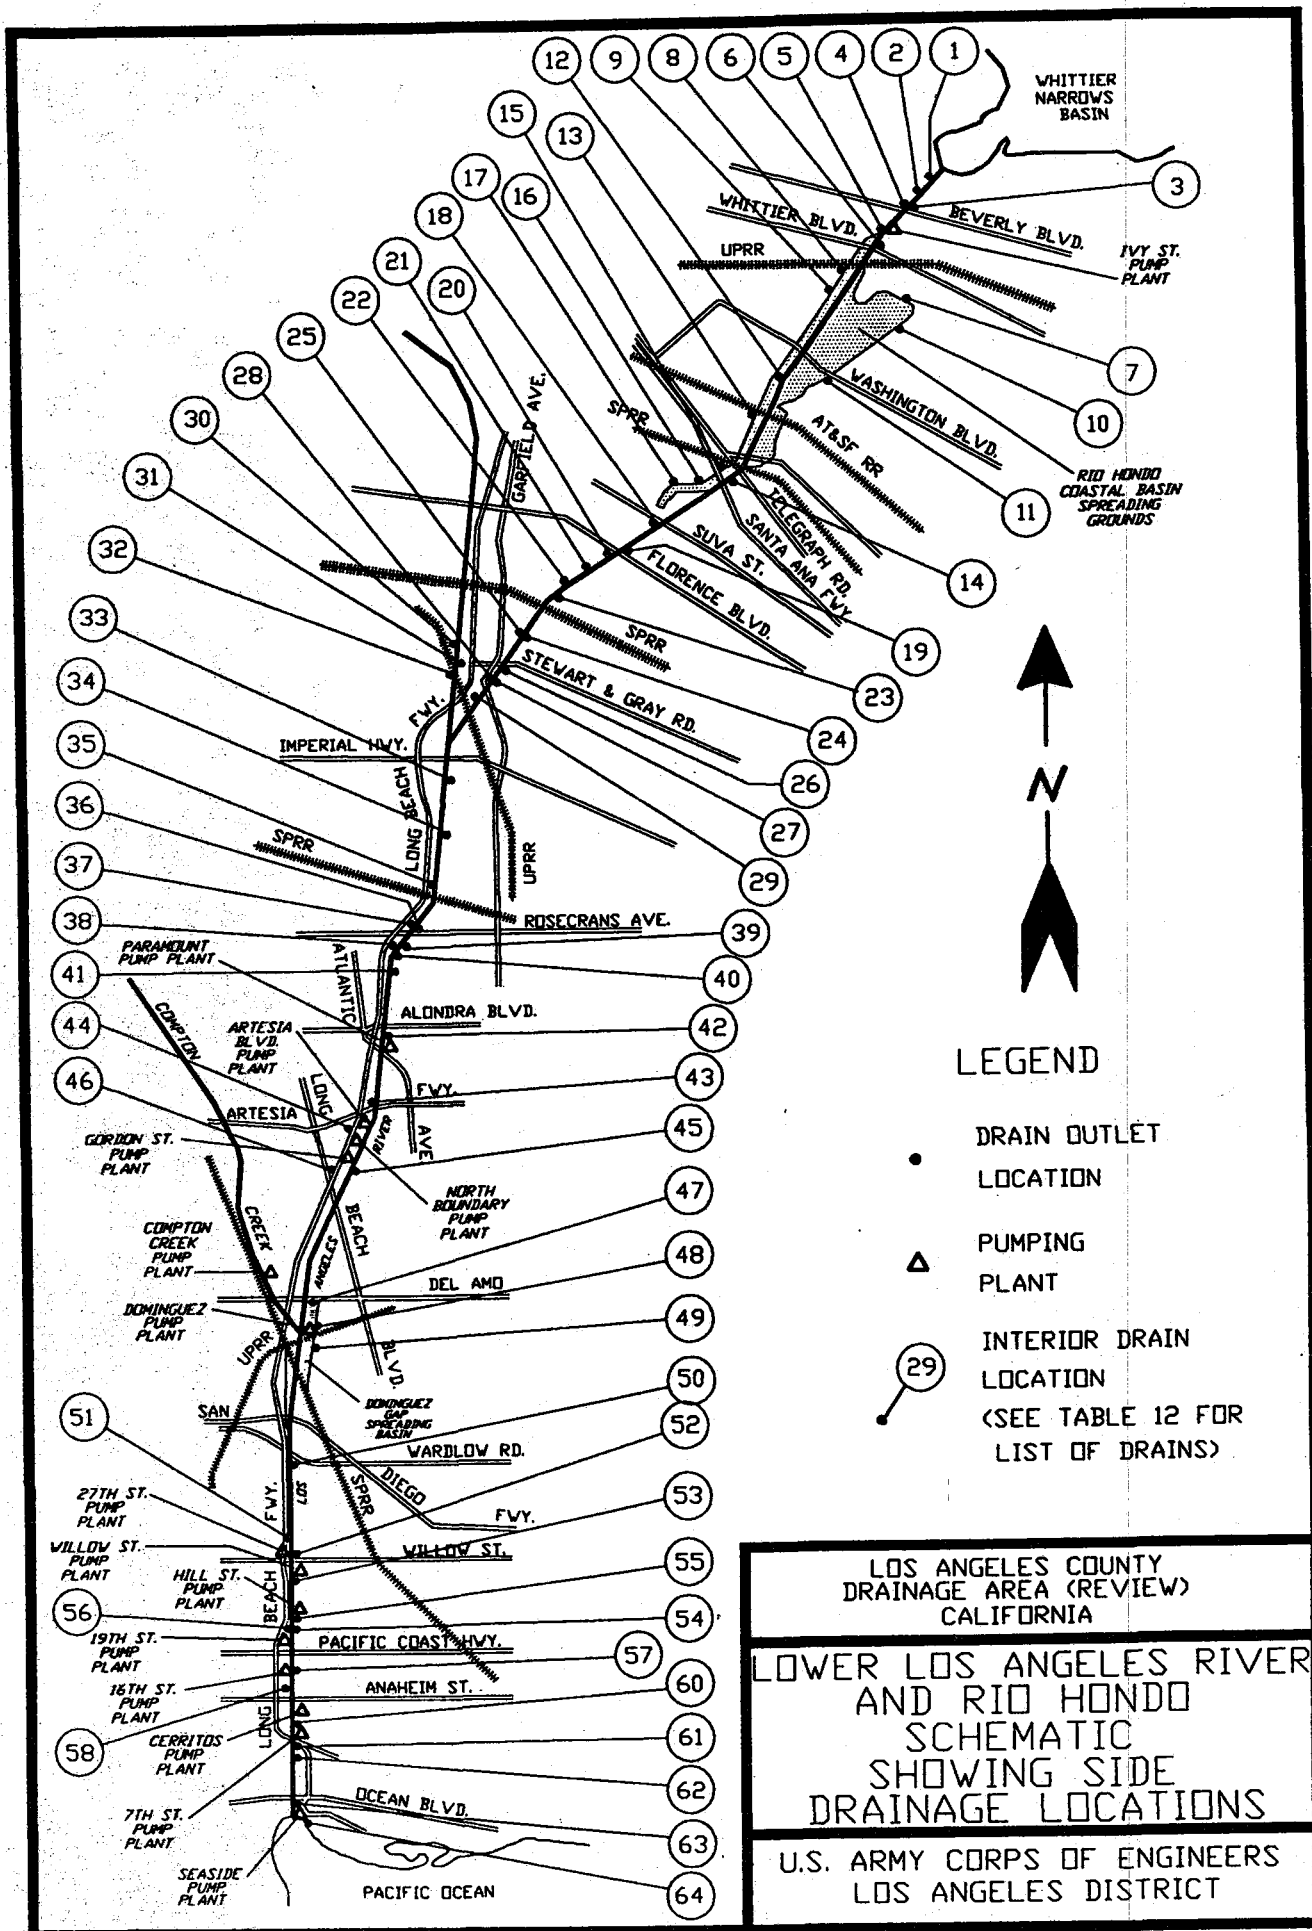 12
9
8
6
5
4
2
1
WHITTIER
NARROWS
BASIN
15
13
3
17
16
WHITTIER BLVD.
BEVERLY BLVD.
18
UPRR
IVY ST.
PUMP
PLANT
21
20
22
25
7
28
GARFIELD AVE.
WASHINGTON BLVD.
10
30
SPRR
AT&SF RR
31
RIO HONDO
COASTAL BASIN
SPREADING
GROUNDS
11
32
TELEGRAPH RD.
SANTA ANA FWY
SUVA ST.
FLORENCE BLVD.
14
33
SPRR
19
34
STEWART & GRAY RD.
23
FWY.
24
35
IMPERIAL HWY.
26
36
LONG BEACH
27
SPRR
UPRR
29
37
N
38
ROSECRANS AVE.
39
PARAMOUNT
PUMP PLANT
ATLANTIC
40
41
ALONDRA BLVD.
42
44
COMPTON
ARTESIA
BLVD.
PUMP
PLANT
LEGEND
46
LONG
FWY.
43
ARTESIA
RIVER
AVE
45
GORDON ST.
PUMP
PLANT
DRAIN OUTLET
LOCATION
NORTH
BOUNDARY
PUMP
PLANT
47
CREEK
BEACH
COMPTON
CREEK
PUMP
PLANT
ANGELES
48
PUMPING
PLANT
DEL AMO
DOMINGUEZ
PUMP
PLANT
49
UPRR
BLVD.
29
INTERIOR DRAIN
LOCATION
(SEE TABLE 12 FOR
LIST OF DRAINS)
50
DOMINGUEZ
GAP
SPREADING
BASIN
51
SAN
52
WARDLOW RD.
DIEGO
27TH ST.
PUMP
PLANT
FWY.
LOS
SPRR
53
FWY.
WILLOW ST.
PUMP
PLANT
WILLOW ST.
55
HILL ST.
PUMP
PLANT
BEACH
56
54
19TH ST.
PUMP
PLANT
PACIFIC COAST HWY.
57
16TH ST.
PUMP
PLANT
ANAHEIM ST.
60
LONG
58
CERRITOS
PUMP
PLANT
61
62
7TH ST.
PUMP
PLANT
OCEAN BLVD.
63
SEASIDE
PUMP
PLANT
PACIFIC OCEAN
64
LOS ANGELES COUNTY
DRAINAGE AREA (REVIEW)
CALIFORNIA
LOWER LOS ANGELES RIVER
AND RIO HONDO
SCHEMATIC
SHOWING SIDE
DRAINAGE LOCATIONS
U.S. ARMY CORPS OF ENGINEERS
LOS ANGELES DISTRICT